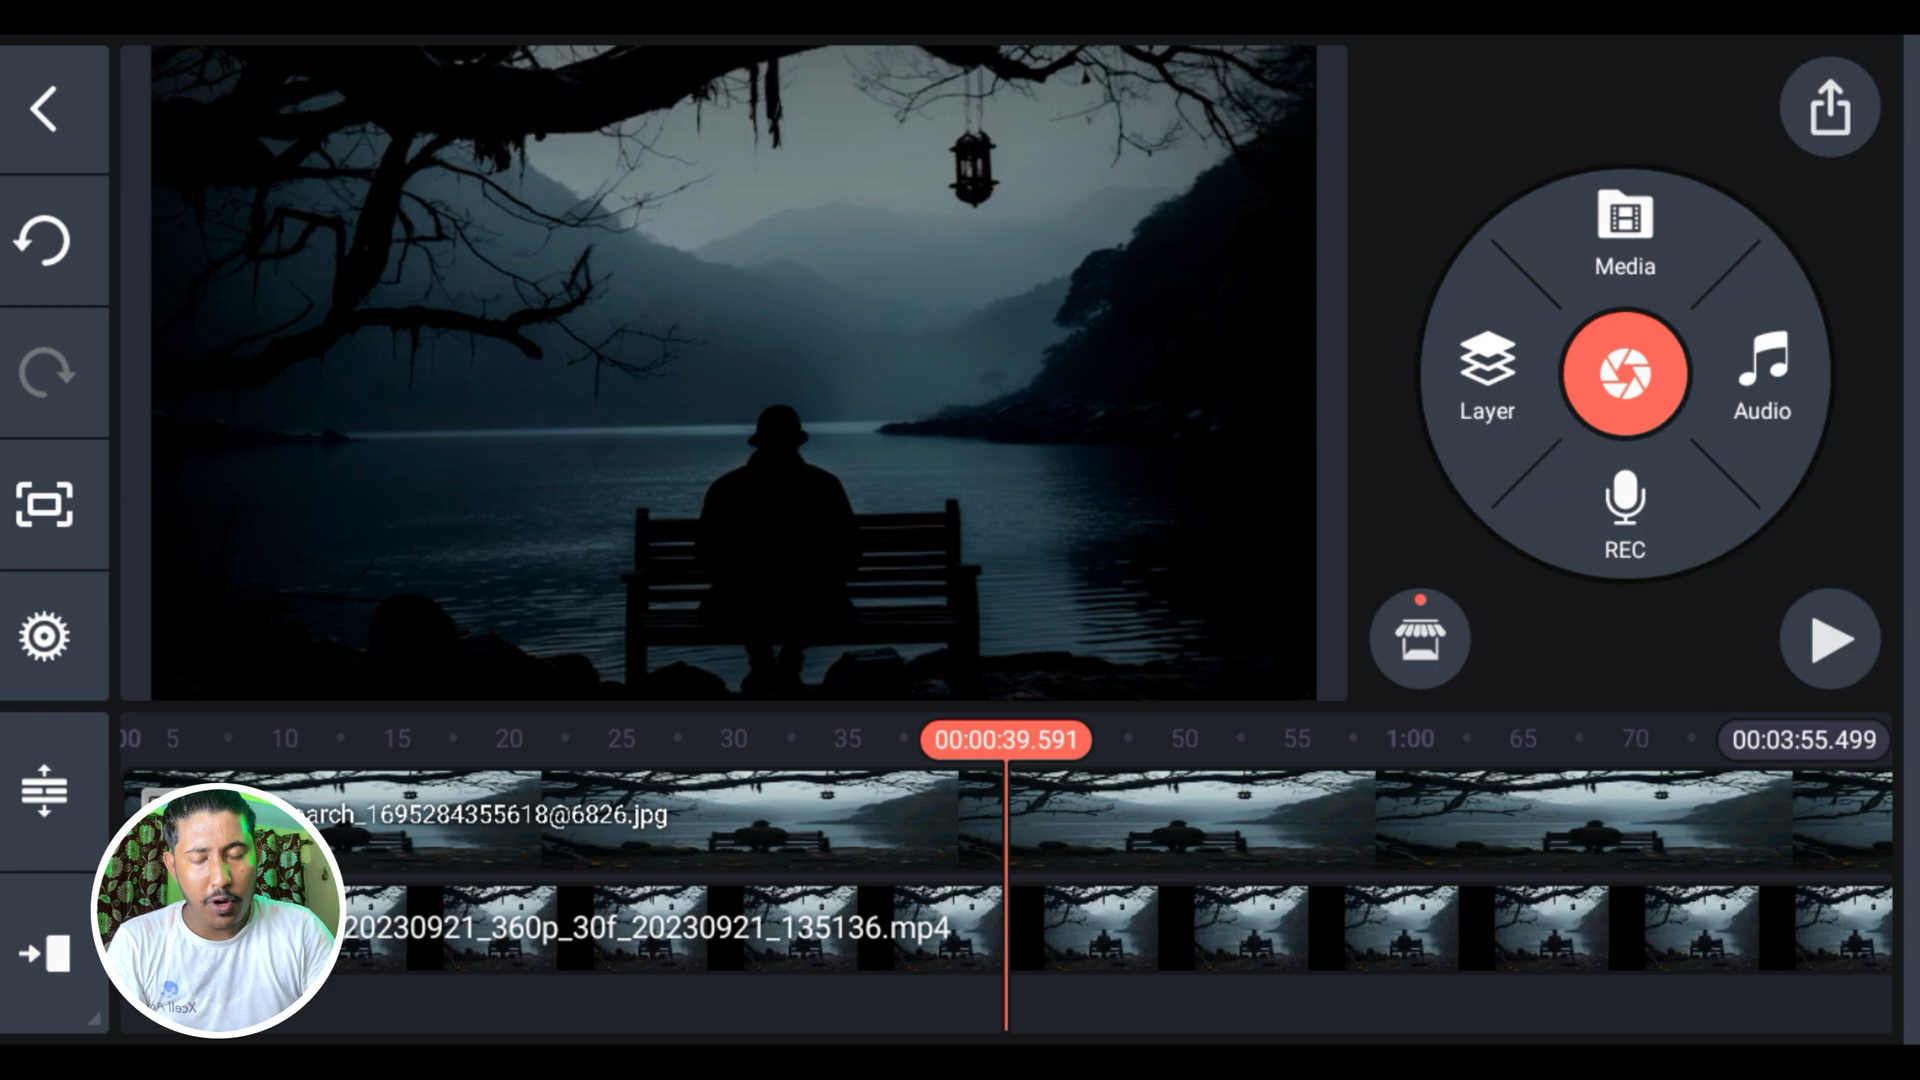 Media
Layer
Audio
REC
00 5 10 15 20 25 30 35 00:00:39.591 50 55 1:00 65 70 00:03:55.499
arch_1695284355618@6826.jpg
20230921_360p_30f_20230921_135136.mp4